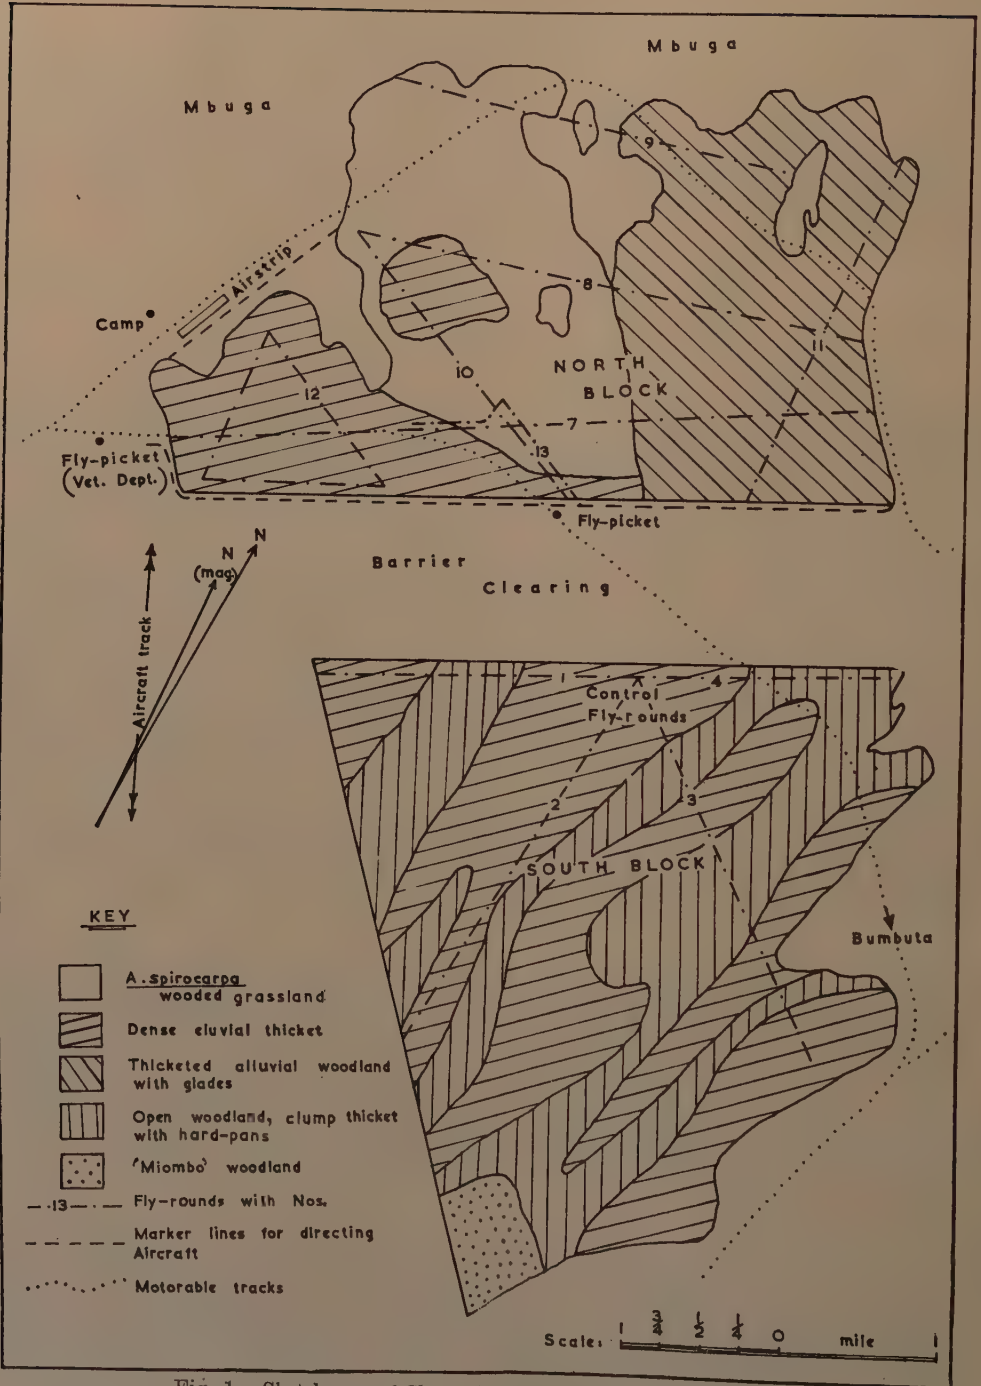 Mbuga
Mbuga
9
Airstrip
Camp
8
11
NORTH
BLOCK
10
12
7
13
Fly-picket
(Vet. Dept.)
Fly-picket
Barrier
Clearing
N
N
(mag.)
Aircraft track
1
4
Control
Fly-rounds
2
3
SOUTH BLOCK
Bumbuta
KEY
A. spirocarpa
wooded grassland
Dense eluvial thicket
Thicketed alluvial woodland
with glades
Open woodland, clump thicket
with hard-pans
'Miombo' woodland
13 Fly-rounds with Nos.
Marker lines for directing
Aircraft
Motorable tracks
Scale: 1 3/4 1/2 1/4 0 mile 1